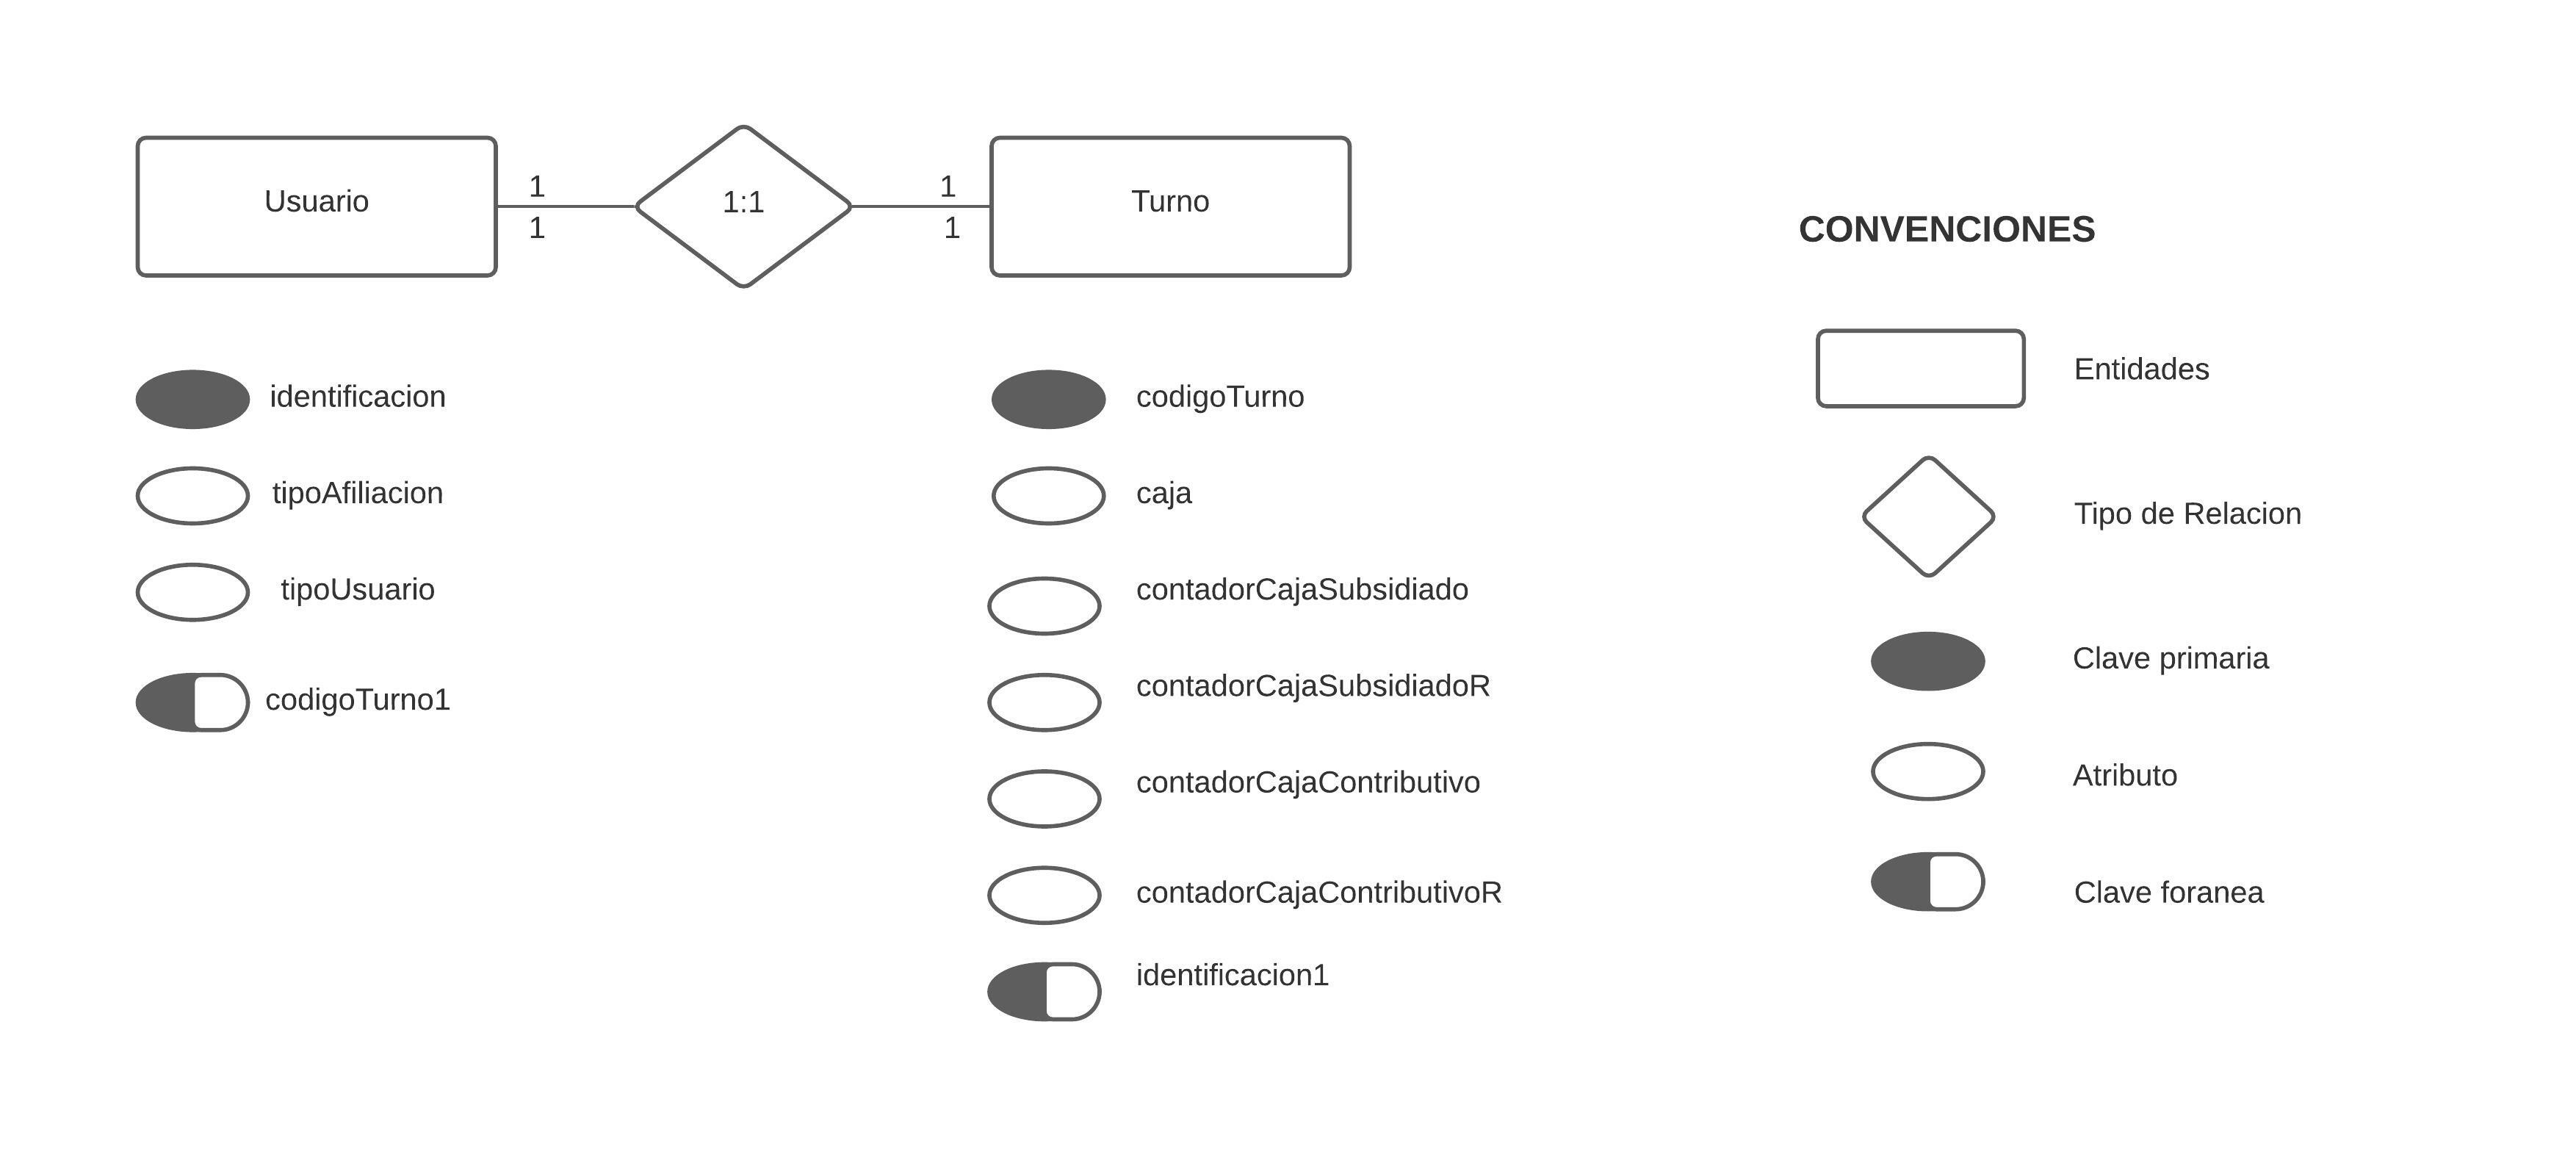 Usuario
1
1
1:1
1
1
Turno
identificacion
tipoAfiliacion
tipoUsuario
codigoTurno1
codigoTurno
caja
contadorCajaSubsidiado
contadorCajaSubsidiadoR
contadorCajaContributivo
contadorCajaContributivoR
identificacion1
CONVENCIONES
Entidades
Tipo de Relacion
Clave primaria
Atributo
Clave foranea